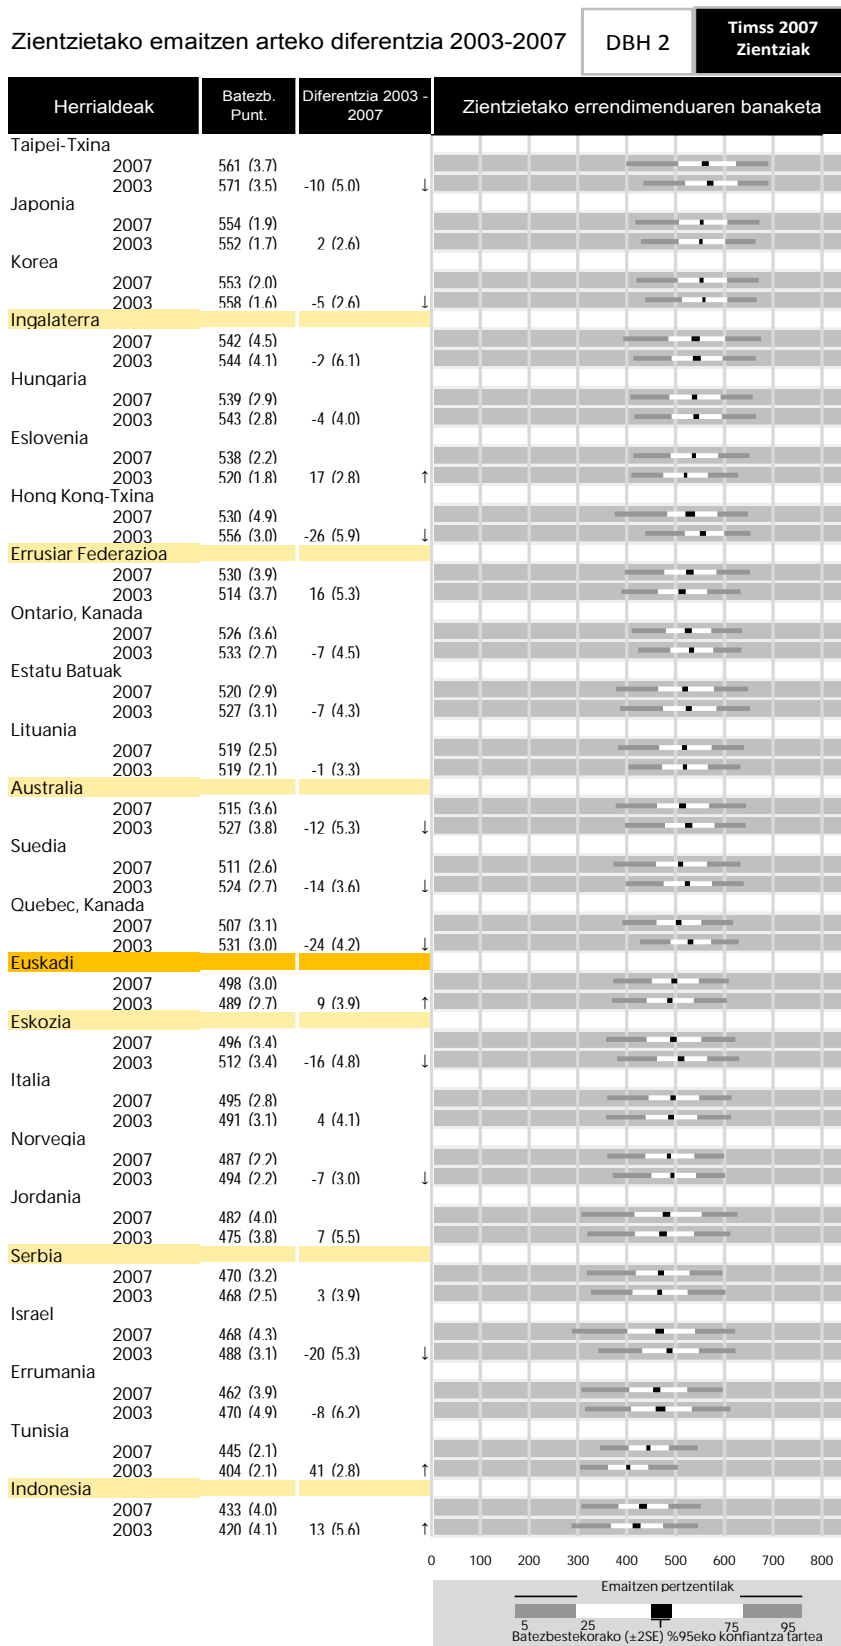 Zientzietako emaitzen arteko diferentzia 2003-2007 DBH 2 Timss 2007 Zientziak
Herrialdeak Batezb. Punt. Diferentzia 2003 - 2007 Zientzietako errendimenduaren banaketa
Taipei-Txina
2007 561 (3.7)
2003 571 (3.5) -10 (5.0) ↓
Japonia
2007 554 (1.9)
2003 552 (1.7) 2 (2.6)
Korea
2007 553 (2.0)
2003 558 (1.6) -5 (2.6) ↓
Ingalaterra
2007 542 (4.5)
2003 544 (4.1) -2 (6.1)
Hungaria
2007 539 (2.9)
2003 543 (2.8) -4 (4.0)
Eslovenia
2007 538 (2.2)
2003 520 (1.8) 17 (2.8) ↑
Hong Kong-Txina
2007 530 (4.9)
2003 556 (3.0) -26 (5.9) ↓
Errusiar Federazioa
2007 530 (3.9)
2003 514 (3.7) 16 (5.3)
Ontario, Kanada
2007 526 (3.6)
2003 533 (2.7) -7 (4.5)
Estatu Batuak
2007 520 (2.9)
2003 527 (3.1) -7 (4.3)
Lituania
2007 519 (2.5)
2003 519 (2.1) -1 (3.3)
Australia
2007 515 (3.6)
2003 527 (3.8) -12 (5.3) ↓
Suedia
2007 511 (2.6)
2003 524 (2.7) -14 (3.6) ↓
Quebec, Kanada
2007 507 (3.1)
2003 531 (3.0) -24 (4.2) ↓
Euskadi
2007 498 (3.0)
2003 489 (2.7) 9 (3.9) ↑
Eskozia
2007 496 (3.4)
2003 512 (3.4) -16 (4.8) ↓
Italia
2007 495 (2.8)
2003 491 (3.1) 4 (4.1)
Norvegia
2007 487 (2.2)
2003 494 (2.2) -7 (3.0) ↓
Jordania
2007 482 (4.0)
2003 475 (3.8) 7 (5.5)
Serbia
2007 470 (3.2)
2003 468 (2.5) 3 (3.9)
Israel
2007 468 (4.3)
2003 488 (3.1) -20 (5.3) ↓
Errumania
2007 462 (3.9)
2003 470 (4.9) -8 (6.2)
Tunisia
2007 445 (2.1)
2003 404 (2.1) 41 (2.8) ↑
Indonesia
2007 433 (4.0)
2003 420 (4.1) 13 (5.6) ↑
0 100 200 300 400 500 600 700 800
Emaitzen pertzentilak
5 25 75 95
Batezbestekorako (±2SE) %95eko konfiantza tartea